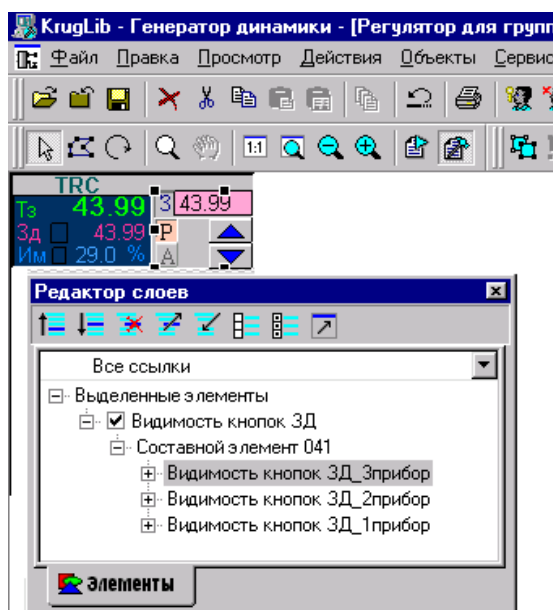 KrugLib - Генератор динамики - [Регулятор для групп
Файл Правка Просмотр Действия Объекты Сервис
1:1
TRC
Тз 43.99 З 43.99
Зд 43.99 Р
Им 29.0 % А
Редактор слоев
Все ссылки
Выделенные элементы
Видимость кнопок ЗД
Составной элемент 041
Видимость кнопок ЗД_3прибор
Видимость кнопок ЗД_2прибор
Видимость кнопок ЗД_1прибор
Элементы